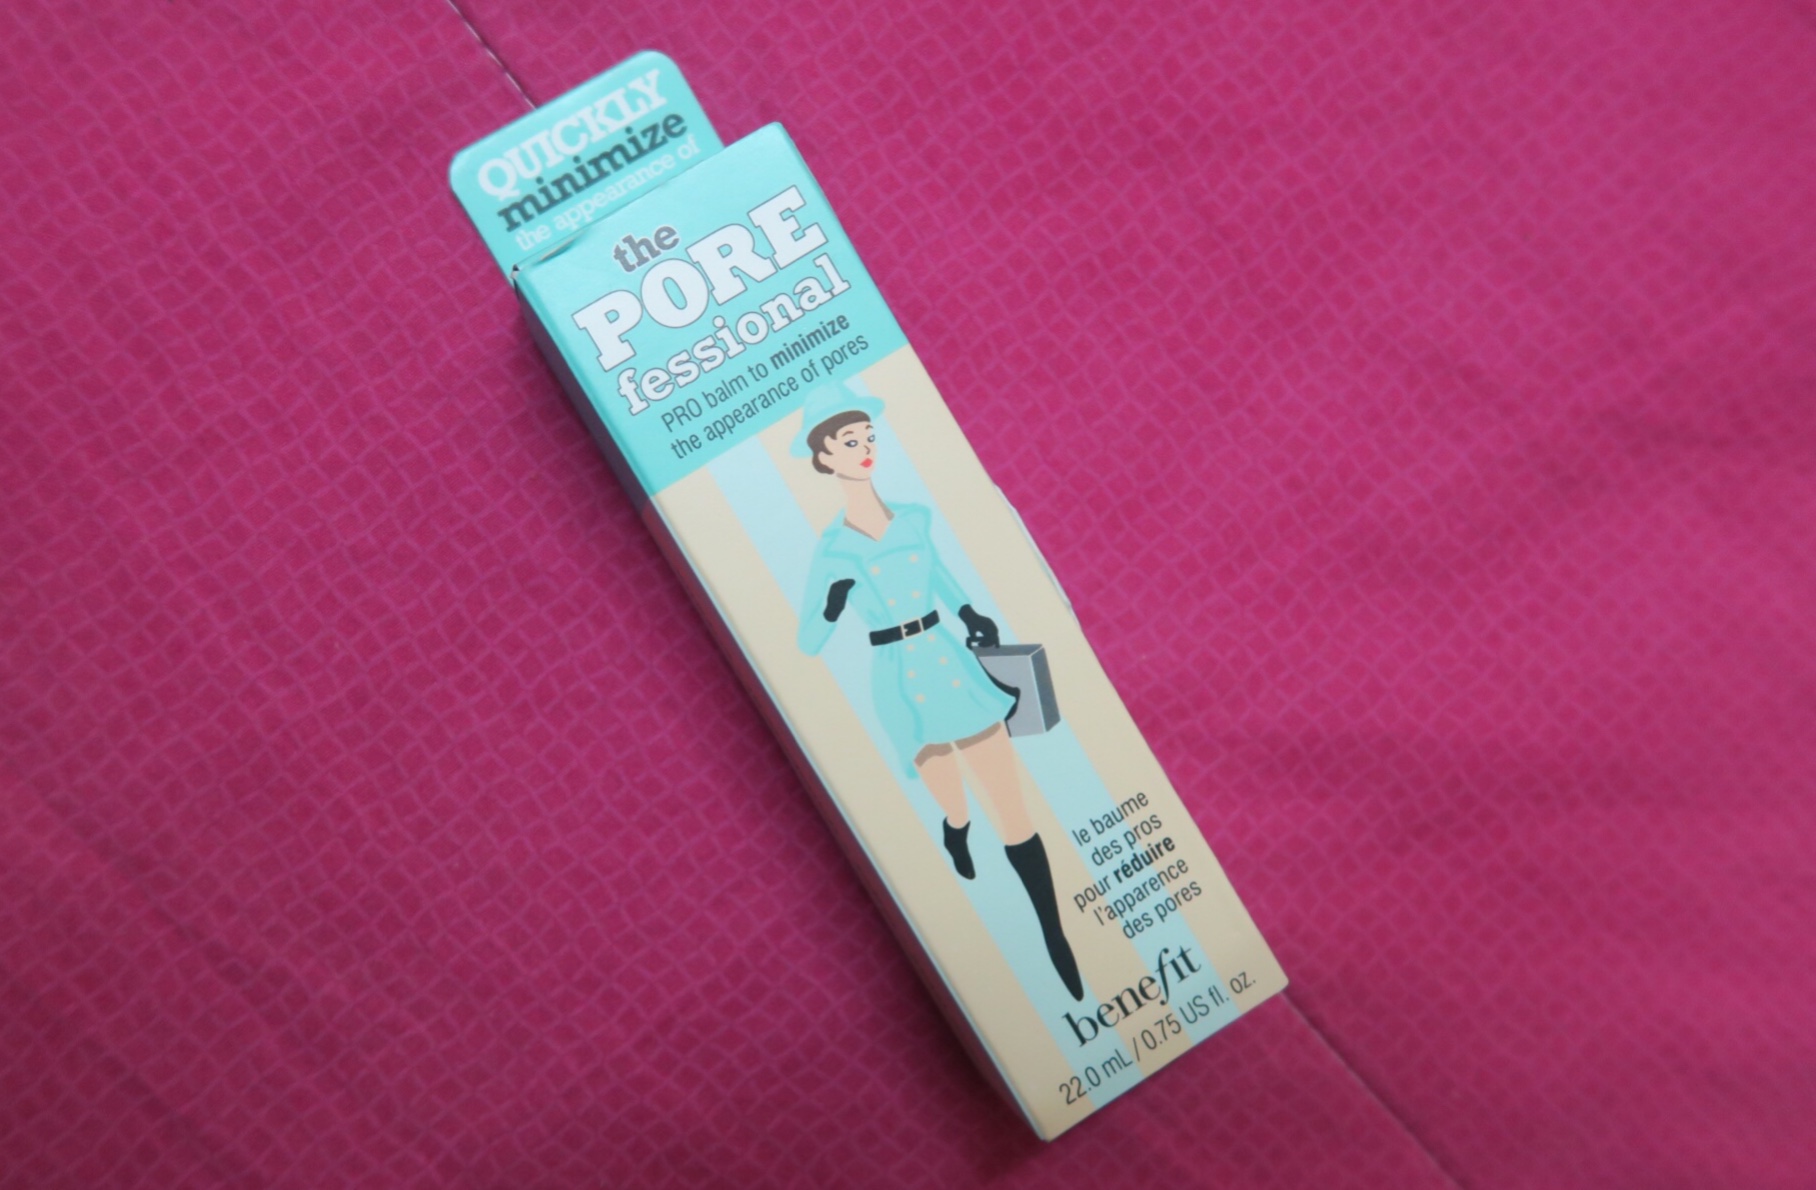 QUICKLY
minimize
the appearance of
the
PORE
fessional
PRO balm to minimize
the appearance of pores
le baume
des pros
pour réduire
l'apparence
des pores
benefit
22.0 mL / 0.75 US fl. oz.